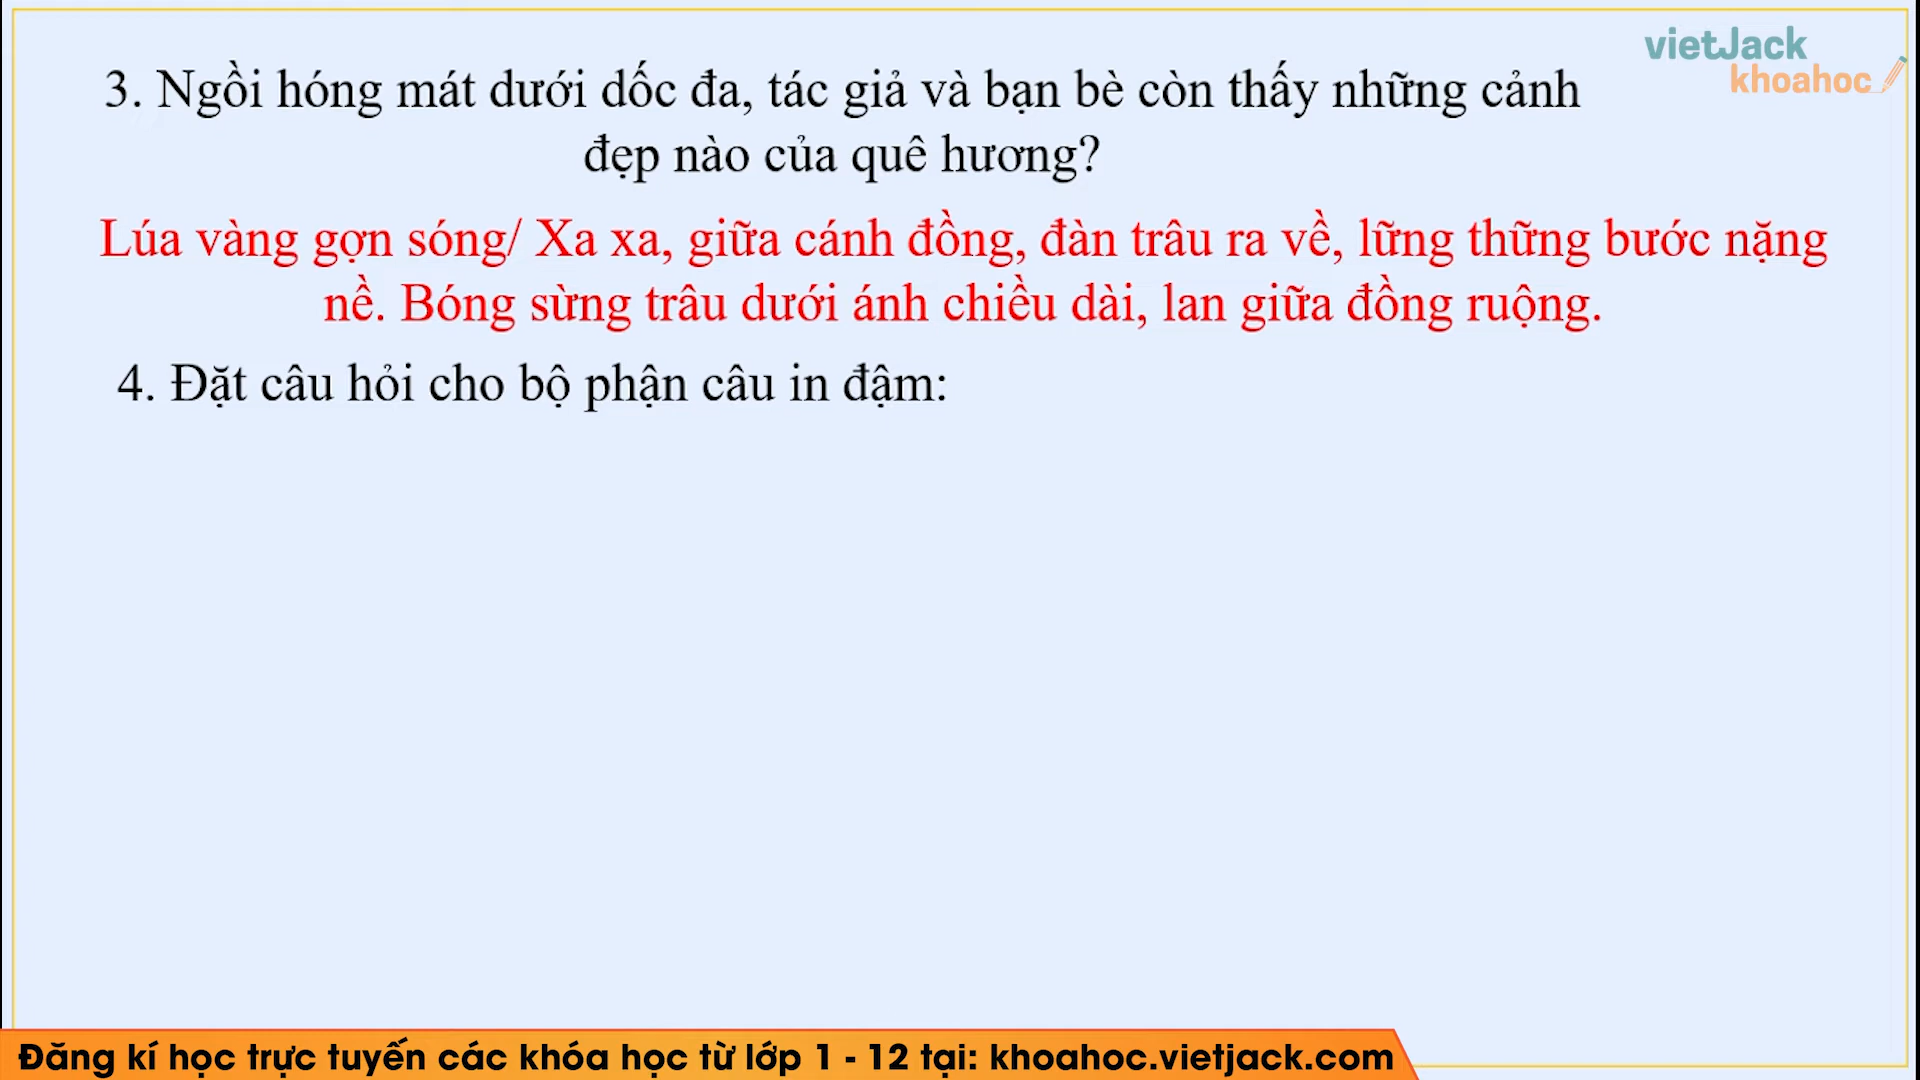 vietJack
khoahoc
3. Ngồi hóng mát dưới dốc đa, tác giả và bạn bè còn thấy những cảnh
đẹp nào của quê hương?
Lúa vàng gợn sóng/ Xa xa, giữa cánh đồng, đàn trâu ra về, lững thững bước nặng
nề. Bóng sừng trâu dưới ánh chiều dài, lan giữa đồng ruộng.
4. Đặt câu hỏi cho bộ phận câu in đậm:
Đăng kí học trực tuyến các khóa học từ lớp 1 - 12 tại: khoahoc.vietjack.com